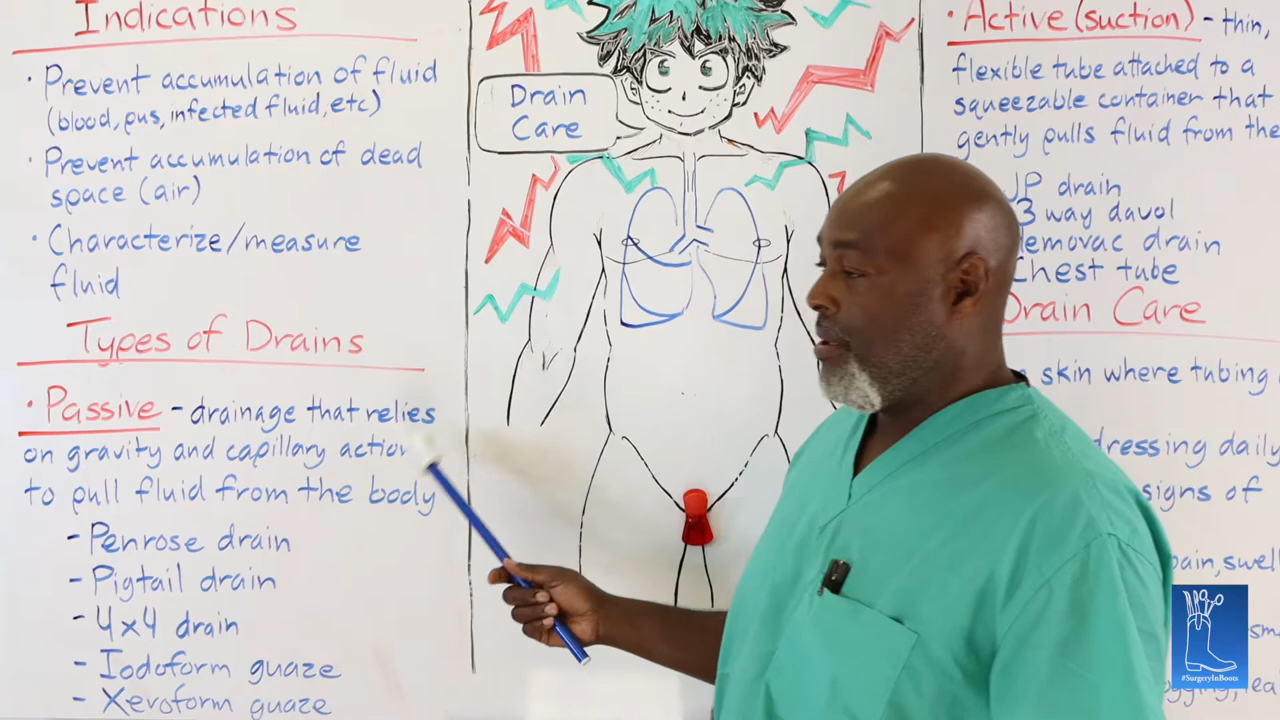 Indications
· Prevent accumulation of fluid
(blood, pus, infected fluid, etc)
· Prevent accumulation of dead
space (air)
· Characterize/measure
fluid
Types of Drains
· Passive - drainage that relies
on gravity and capillary action
to pull fluid from the body
- Penrose drain
- Pigtail drain
- 4x4 drain
- Iodoform guaze
- Xeroform guaze
Drain
Care
· Active (suction) - thin,
flexible tube attached to a
squeezable container that
gently pulls fluid from the
JP drain
3 way davol
Hemovac drain
Chest tube
Drain Care
skin where tubing
dressing daily
signs of
pain, swell
#SurgeryInBoots